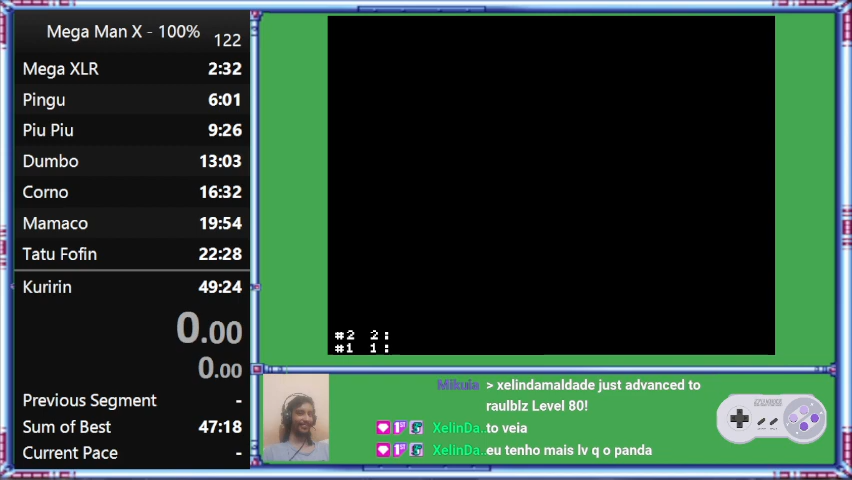 Mega Man X - 100%
122
Mega XLR 2:32
Pingu 6:01
Piu Piu 9:26
Dumbo 13:03
Corno 16:32
Mamaco 19:54
Tatu Fofin 22:28
Kuririn 49:24
0.00
0.00
Previous Segment -
Sum of Best 47:18
Current Pace -
#2 2:
#1 1:
Mikuia > xelindamaldade just advanced to
raulblz Level 80!
XelinDa.. to veia
XelinDa.. eu tenho mais lv q o panda